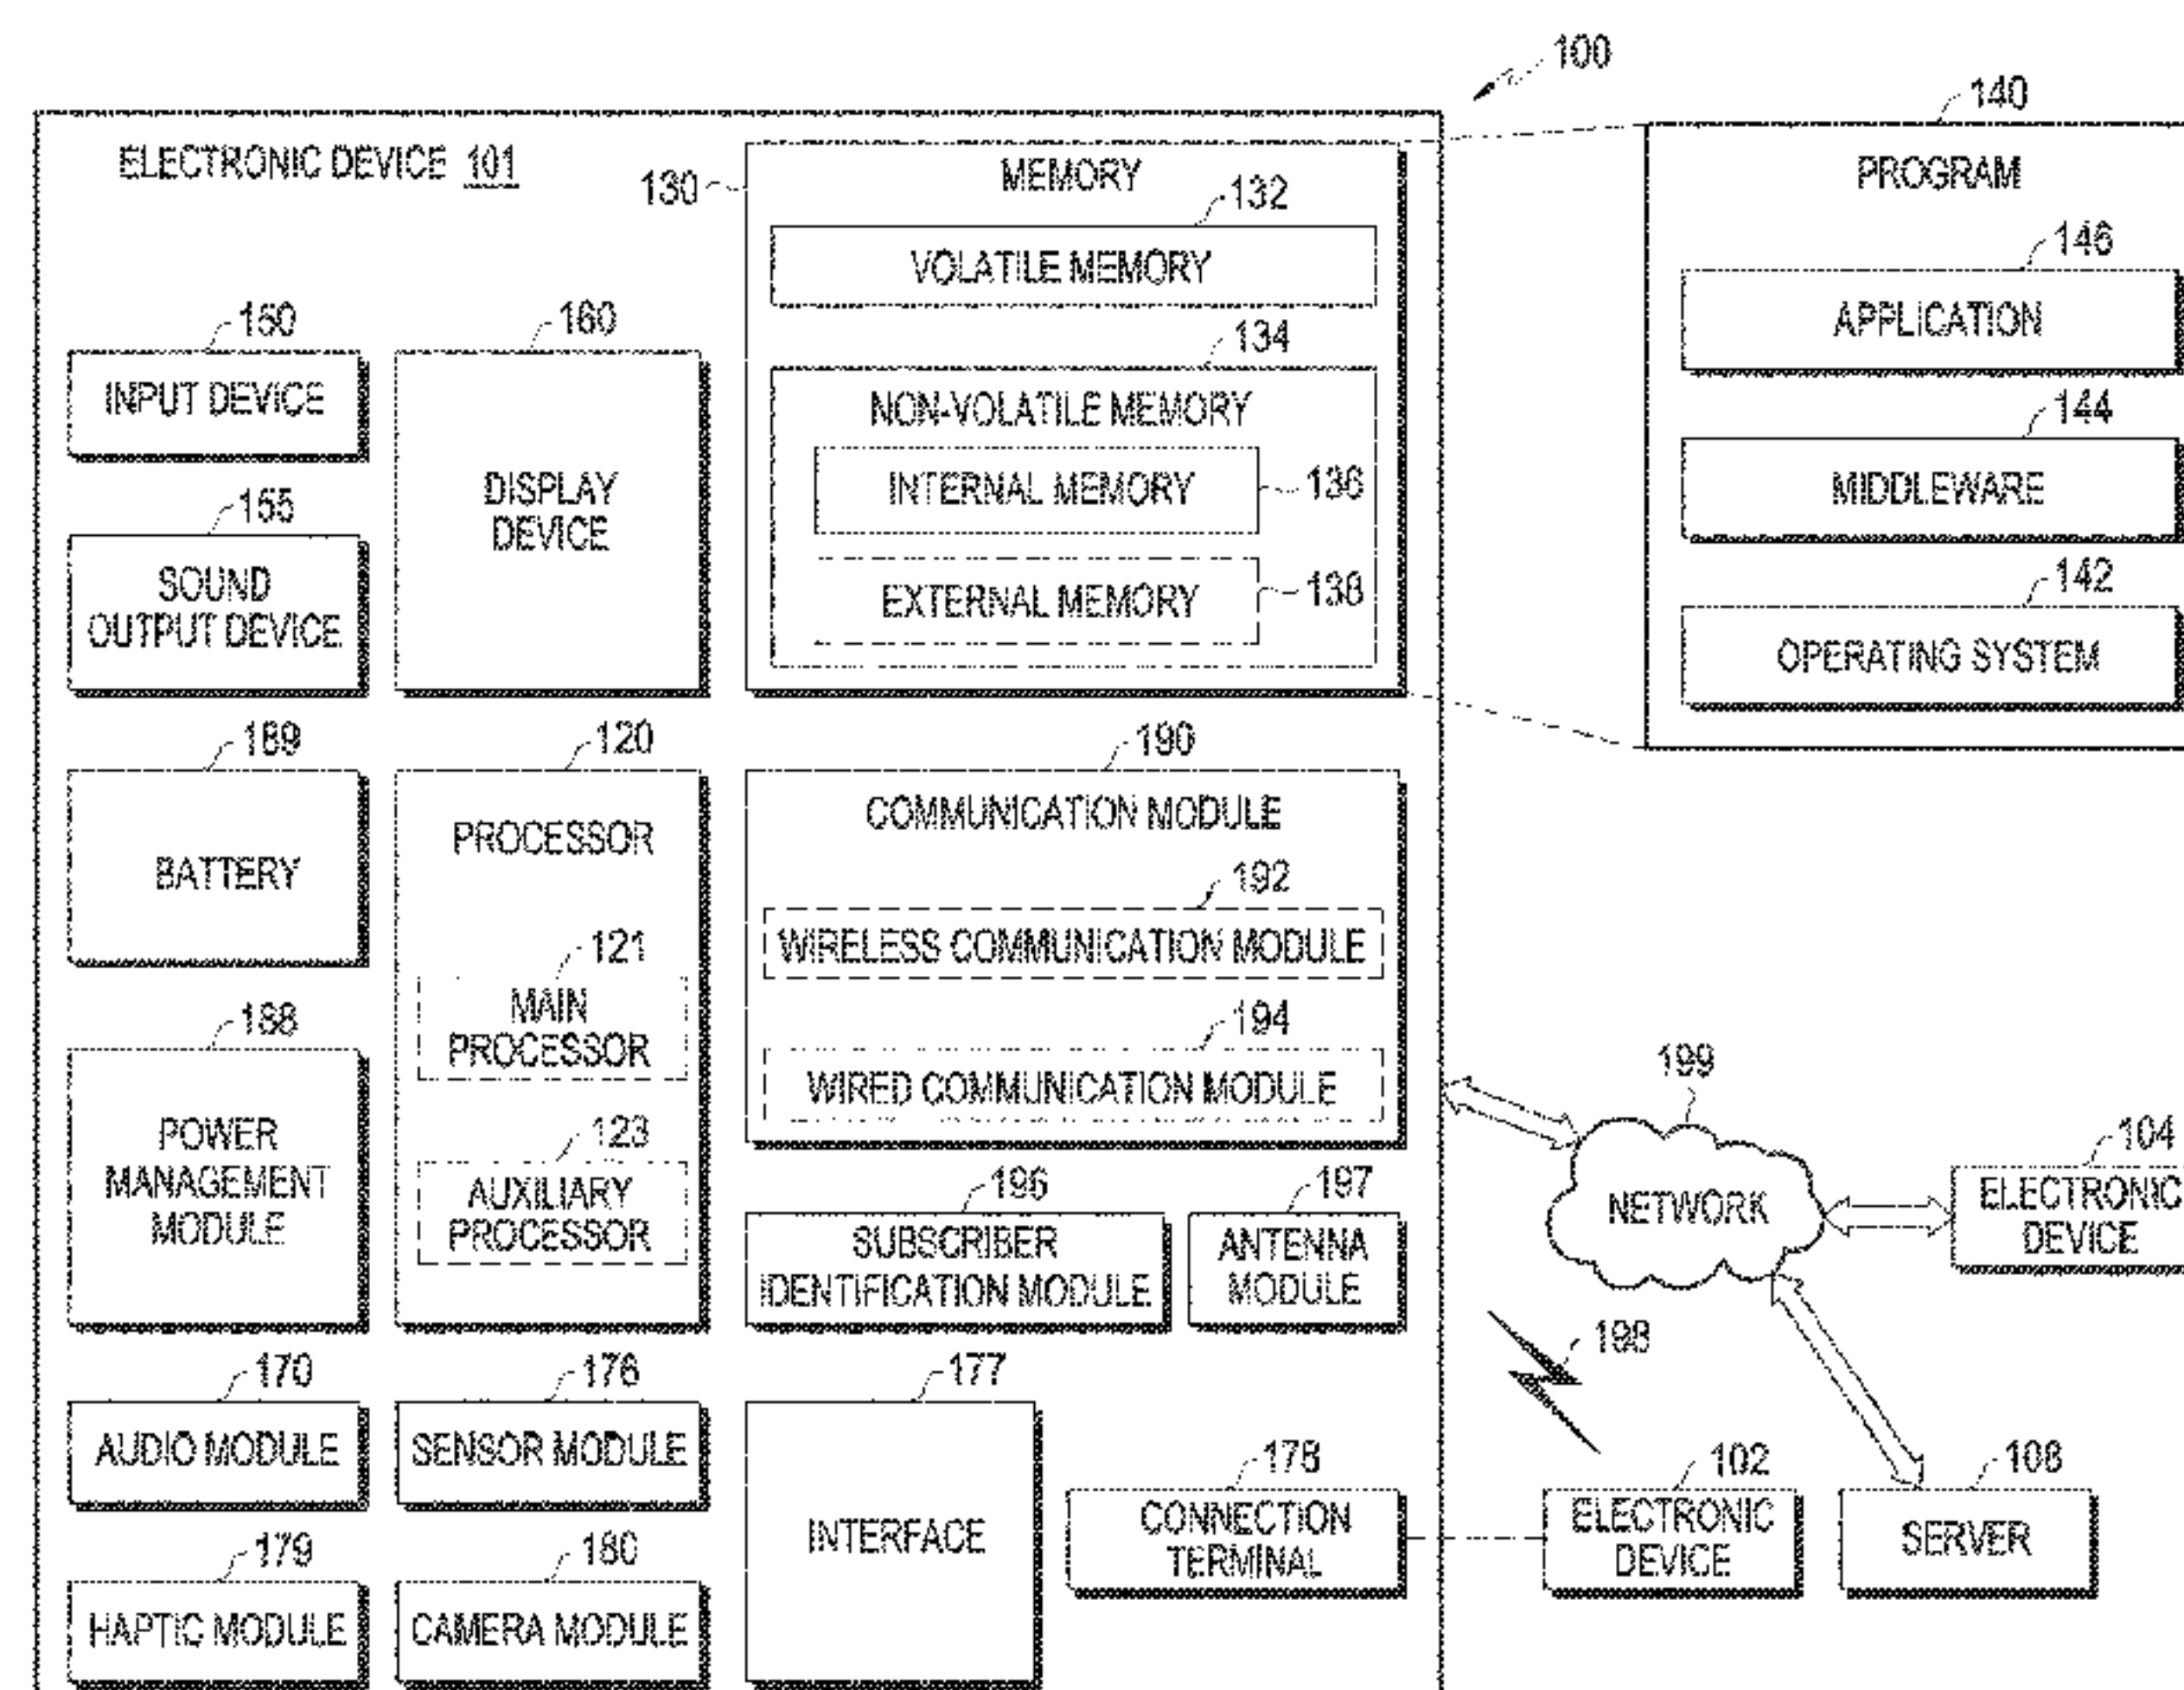 100
ELECTRONIC DEVICE 101
130
MEMORY
132
VOLATILE MEMORY
134
NON-VOLATILE MEMORY
INTERNAL MEMORY
136
EXTERNAL MEMORY
138
140
PROGRAM
146
APPLICATION
144
MIDDLEWARE
142
OPERATING SYSTEM
150
INPUT DEVICE
155
SOUND
OUTPUT DEVICE
160
DISPLAY
DEVICE
189
BATTERY
188
POWER
MANAGEMENT
MODULE
120
PROCESSOR
121
MAIN
PROCESSOR
123
AUXILIARY
PROCESSOR
190
COMMUNICATION MODULE
192
WIRELESS COMMUNICATION MODULE
194
WIRED COMMUNICATION MODULE
196
SUBSCRIBER
IDENTIFICATION MODULE
197
ANTENNA
MODULE
199
NETWORK
104
ELECTRONIC
DEVICE
198
170
AUDIO MODULE
176
SENSOR MODULE
177
INTERFACE
178
CONNECTION
TERMINAL
102
ELECTRONIC
DEVICE
108
SERVER
179
HAPTIC MODULE
180
CAMERA MODULE